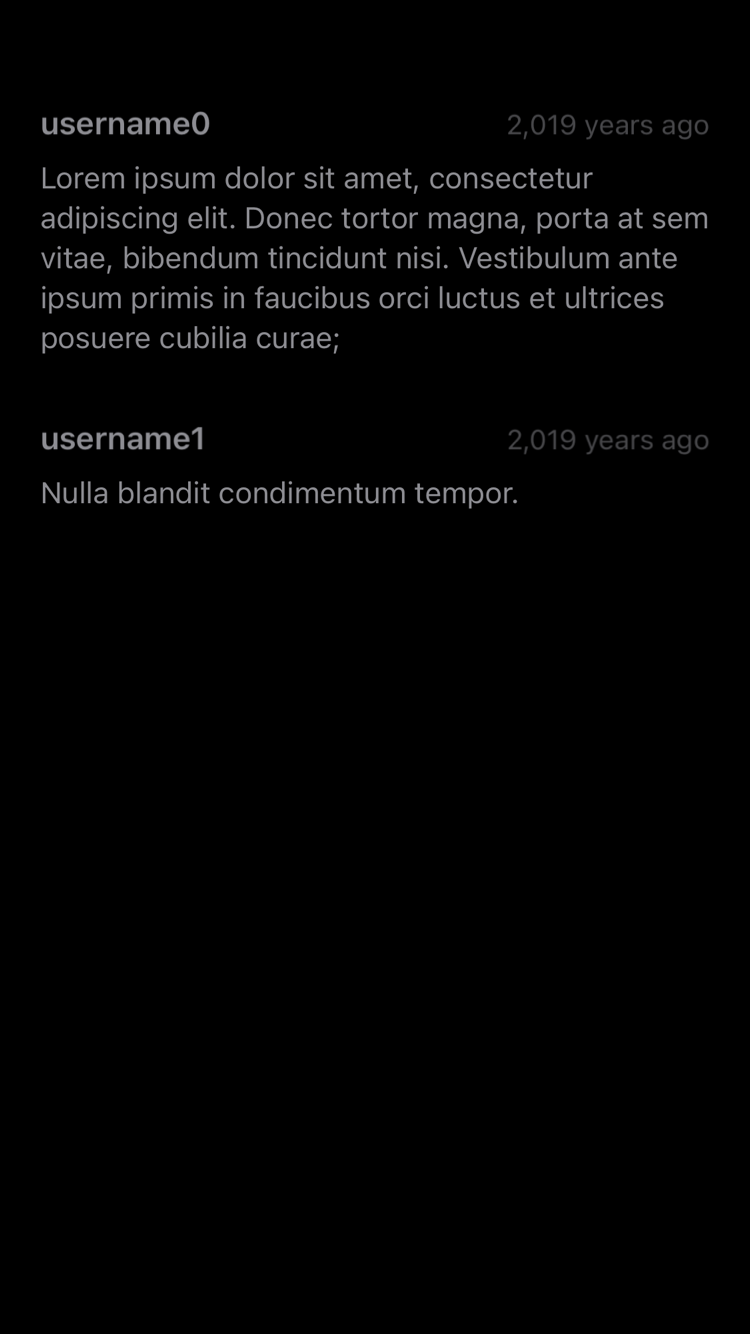 username0 2,019 years ago
Lorem ipsum dolor sit amet, consectetur
adipiscing elit. Donec tortor magna, porta at sem
vitae, bibendum tincidunt nisi. Vestibulum ante
ipsum primis in faucibus orci luctus et ultrices
posuere cubilia curae;
username1 2,019 years ago
Nulla blandit condimentum tempor.